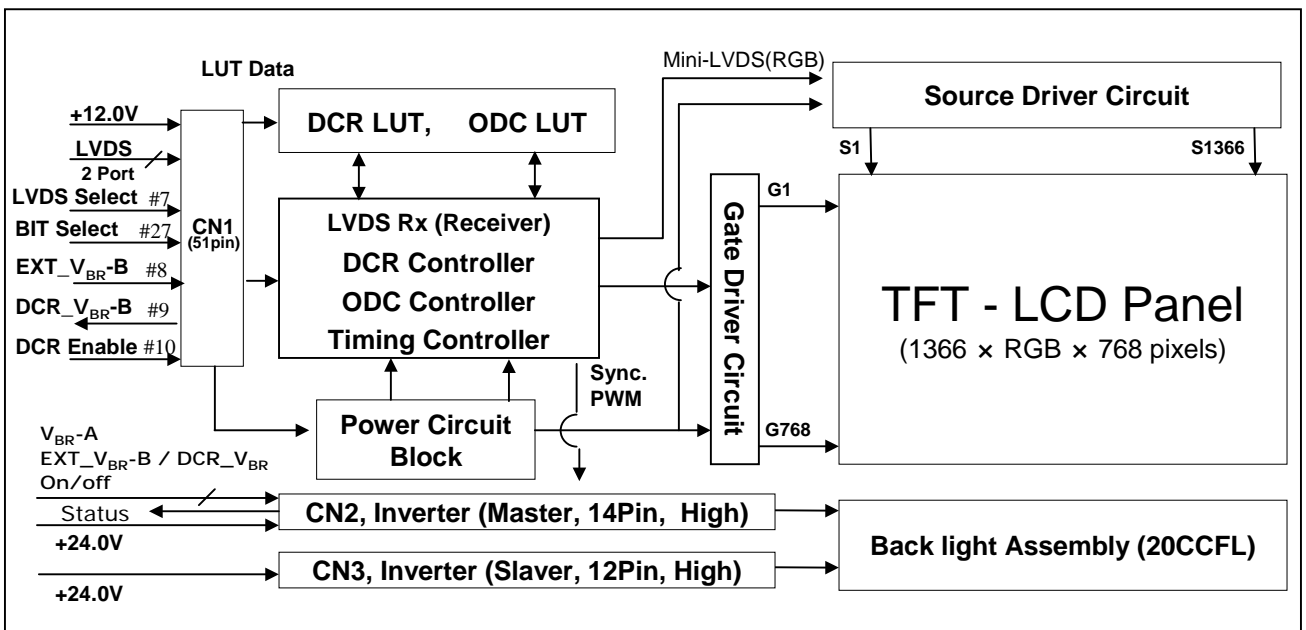 LUT Data
Mini-LVDS(RGB)
+12.0V
LVDS
2 Port
LVDS Select #7
BIT Select #27
EXT_VBR-B #8
DCR_VBR-B #9
DCR Enable #10
CN1
(51pin)
DCR LUT, ODC LUT
LVDS Rx (Receiver)
DCR Controller
ODC Controller
Timing Controller
Power Circuit
Block
Sync.
PWM
Source Driver Circuit
S1 S1366
G1
Gate Driver Circuit
G768
TFT - LCD Panel
(1366 × RGB × 768 pixels)
VBR-A
EXT_VBR-B / DCR_VBR
On/off
Status
+24.0V
CN2, Inverter (Master, 14Pin, High)
+24.0V
CN3, Inverter (Slaver, 12Pin, High)
Back light Assembly (20CCFL)